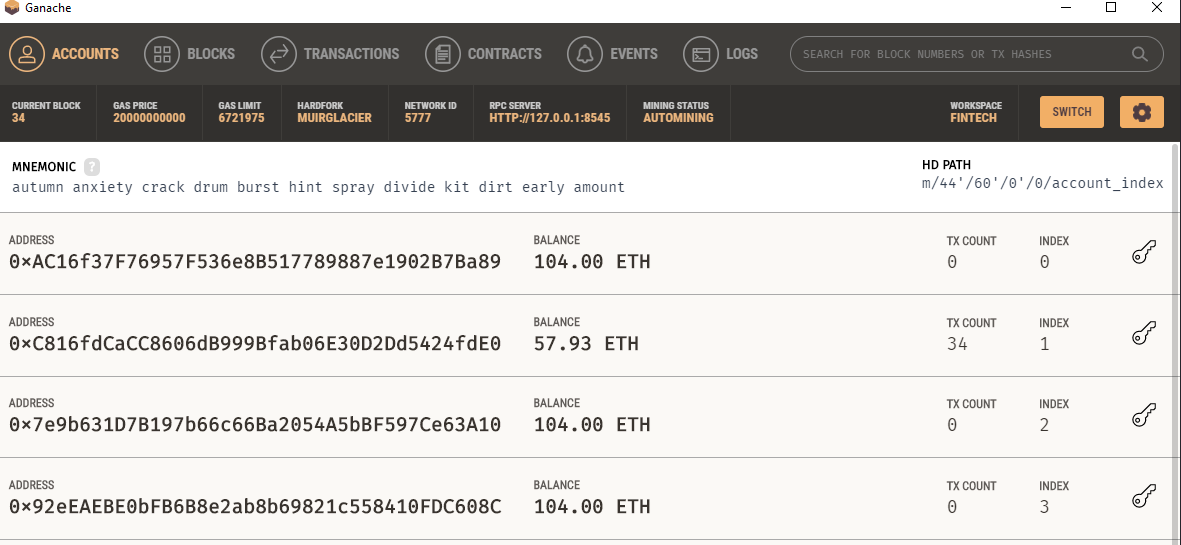 Ganache
ACCOUNTS BLOCKS TRANSACTIONS CONTRACTS EVENTS LOGS SEARCH FOR BLOCK NUMBERS OR TX HASHES
CURRENT BLOCK GAS PRICE GAS LIMIT HARDFORK NETWORK ID RPC SERVER MINING STATUS WORKSPACE
34 20000000000 6721975 MUIRGLACIER 5777 HTTP://127.0.0.1:8545 AUTOMINING FINTECH SWITCH
MNEMONIC ? HD PATH
autumn anxiety crack drum burst hint spray divide kit dirt early amount m/44'/60'/0'/0/account_index
ADDRESS BALANCE TX COUNT INDEX
0×AC16f37F76957F536e8B517789887e1902B7Ba89 104.00 ETH 0 0
ADDRESS BALANCE TX COUNT INDEX
0×C816fdCaCC8606dB999Bfab06E30D2Dd5424fdE0 57.93 ETH 34 1
ADDRESS BALANCE TX COUNT INDEX
0×7e9b631D7B197b66c66Ba2054A5bBF597Ce63A10 104.00 ETH 0 2
ADDRESS BALANCE TX COUNT INDEX
0×92eEAEBE0bFB6B8e2ab8b69821c558410FDC608C 104.00 ETH 0 3